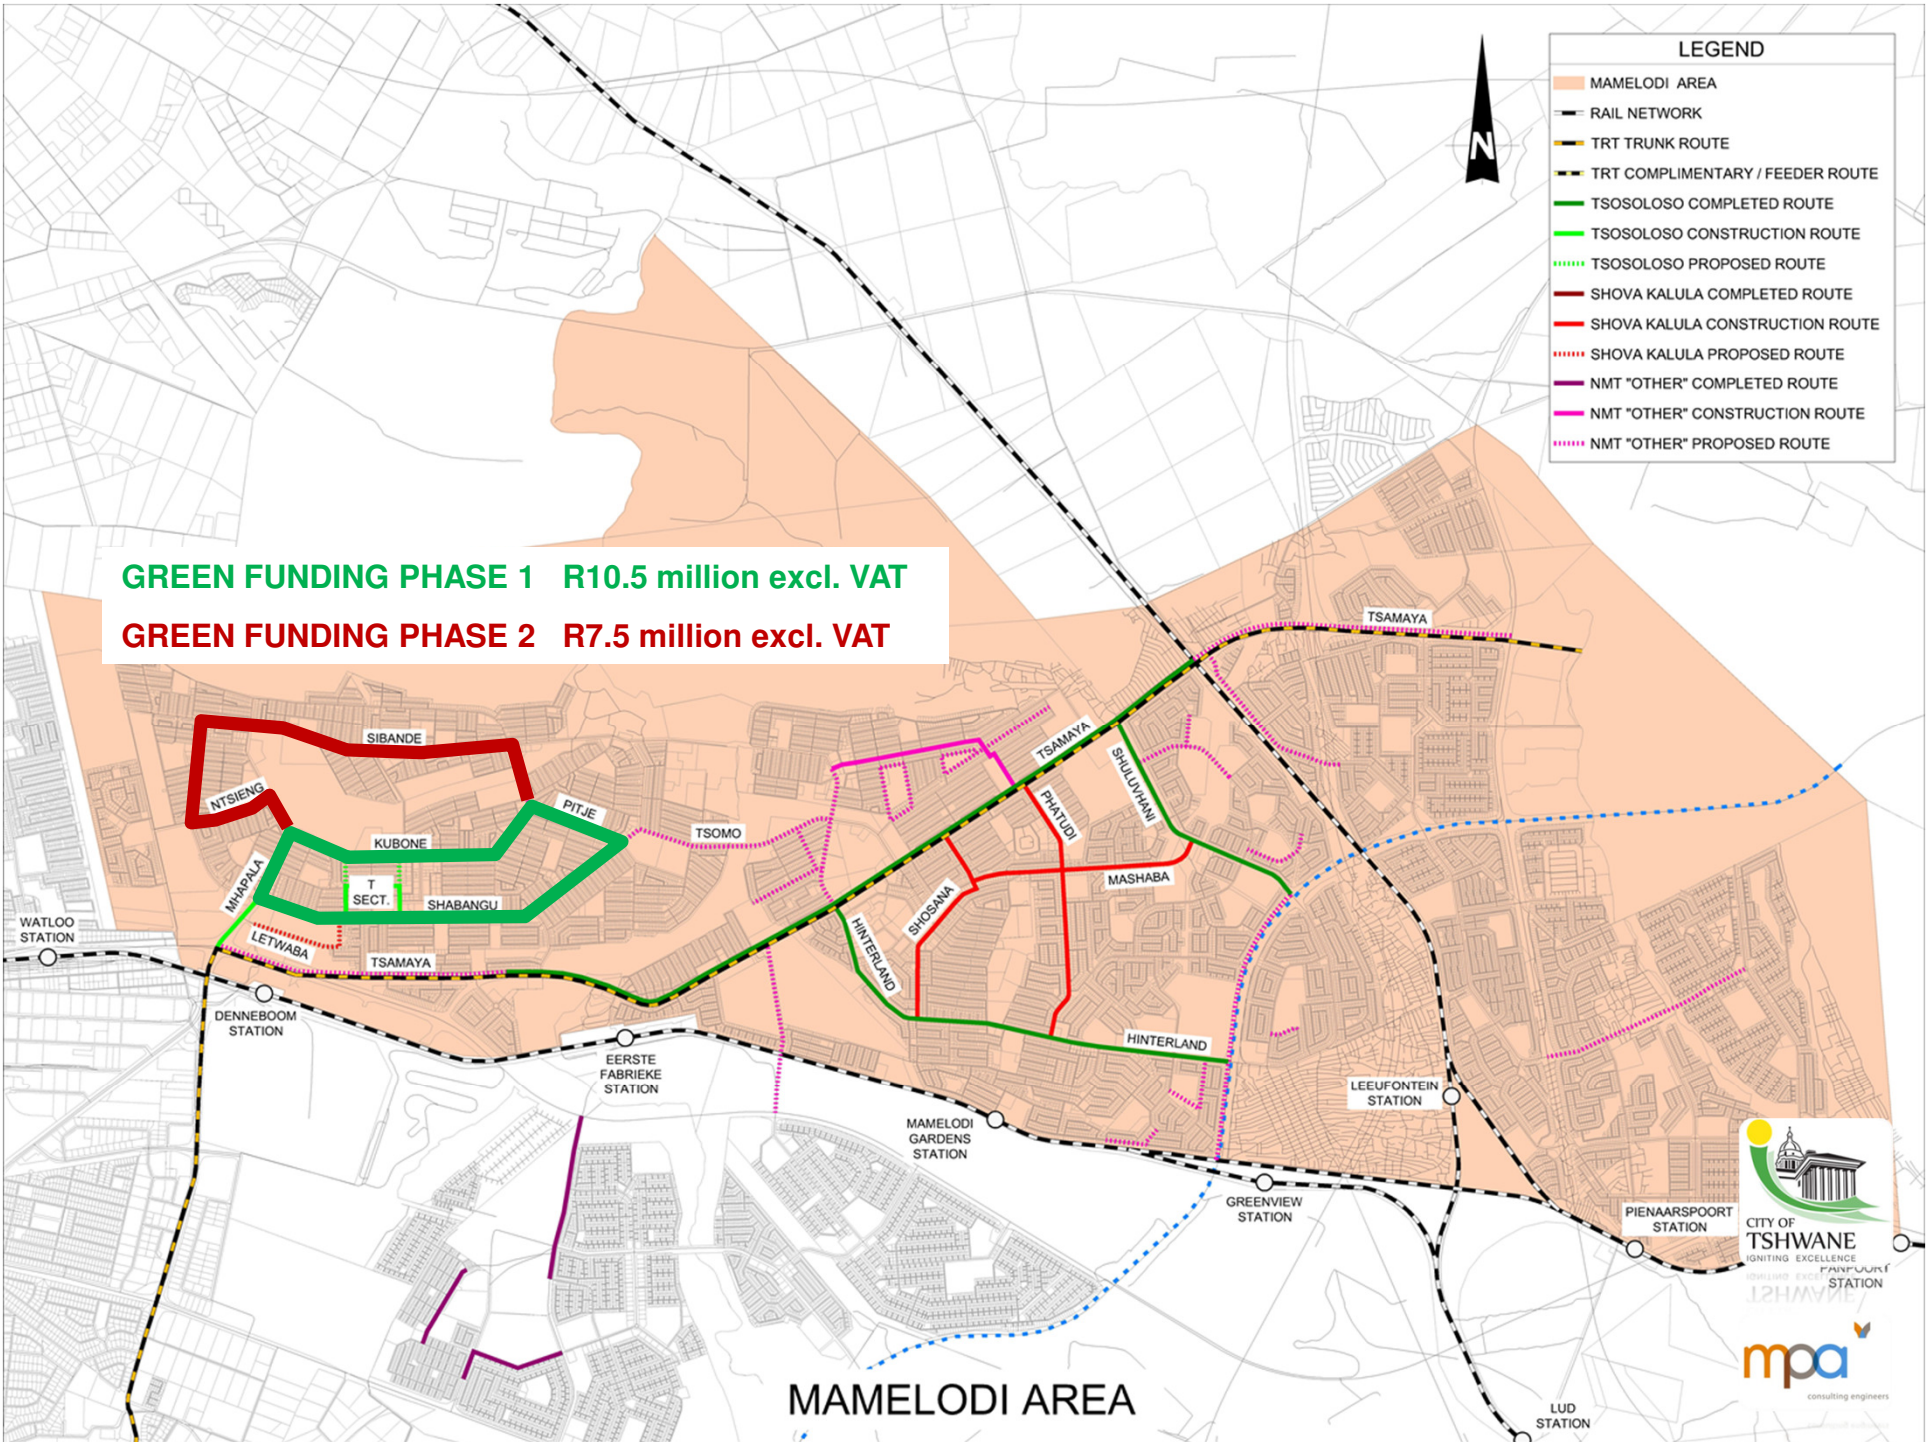 LEGEND
MAMELODI AREA
RAIL NETWORK
TRT TRUNK ROUTE
TRT COMPLIMENTARY / FEEDER ROUTE
TSOSOLOSO COMPLETED ROUTE
TSOSOLOSO CONSTRUCTION ROUTE
TSOSOLOSO PROPOSED ROUTE
SHOVA KALULA COMPLETED ROUTE
SHOVA KALULA CONSTRUCTION ROUTE
SHOVA KALULA PROPOSED ROUTE
NMT "OTHER" COMPLETED ROUTE
NMT "OTHER" CONSTRUCTION ROUTE
NMT "OTHER" PROPOSED ROUTE
N
GREEN FUNDING PHASE 1 R10.5 million excl. VAT
GREEN FUNDING PHASE 2 R7.5 million excl. VAT
TSAMAYA
SIBANDE
TSAMAYA
SHULUVHANI
NTSIENG
PITJE
PHATUDI
TSOMO
KUBONE
MHAPALA
T
SECT.
SHABANGU
MASHABA
SHOSANA
HINTERLAND
WATLOO
STATION
LETWABA
TSAMAYA
DENNEBOOM
STATION
EERSTE
FABRIEKE
STATION
HINTERLAND
LEEUFONTEIN
STATION
MAMELODI
GARDENS
STATION
GREENVIEW
STATION
PIENAARSPOORT
STATION
CITY OF
TSHWANE
IGNITING EXCELLENCE
PANPOORT
STATION
mpa
consulting engineers
MAMELODI AREA
LUD
STATION